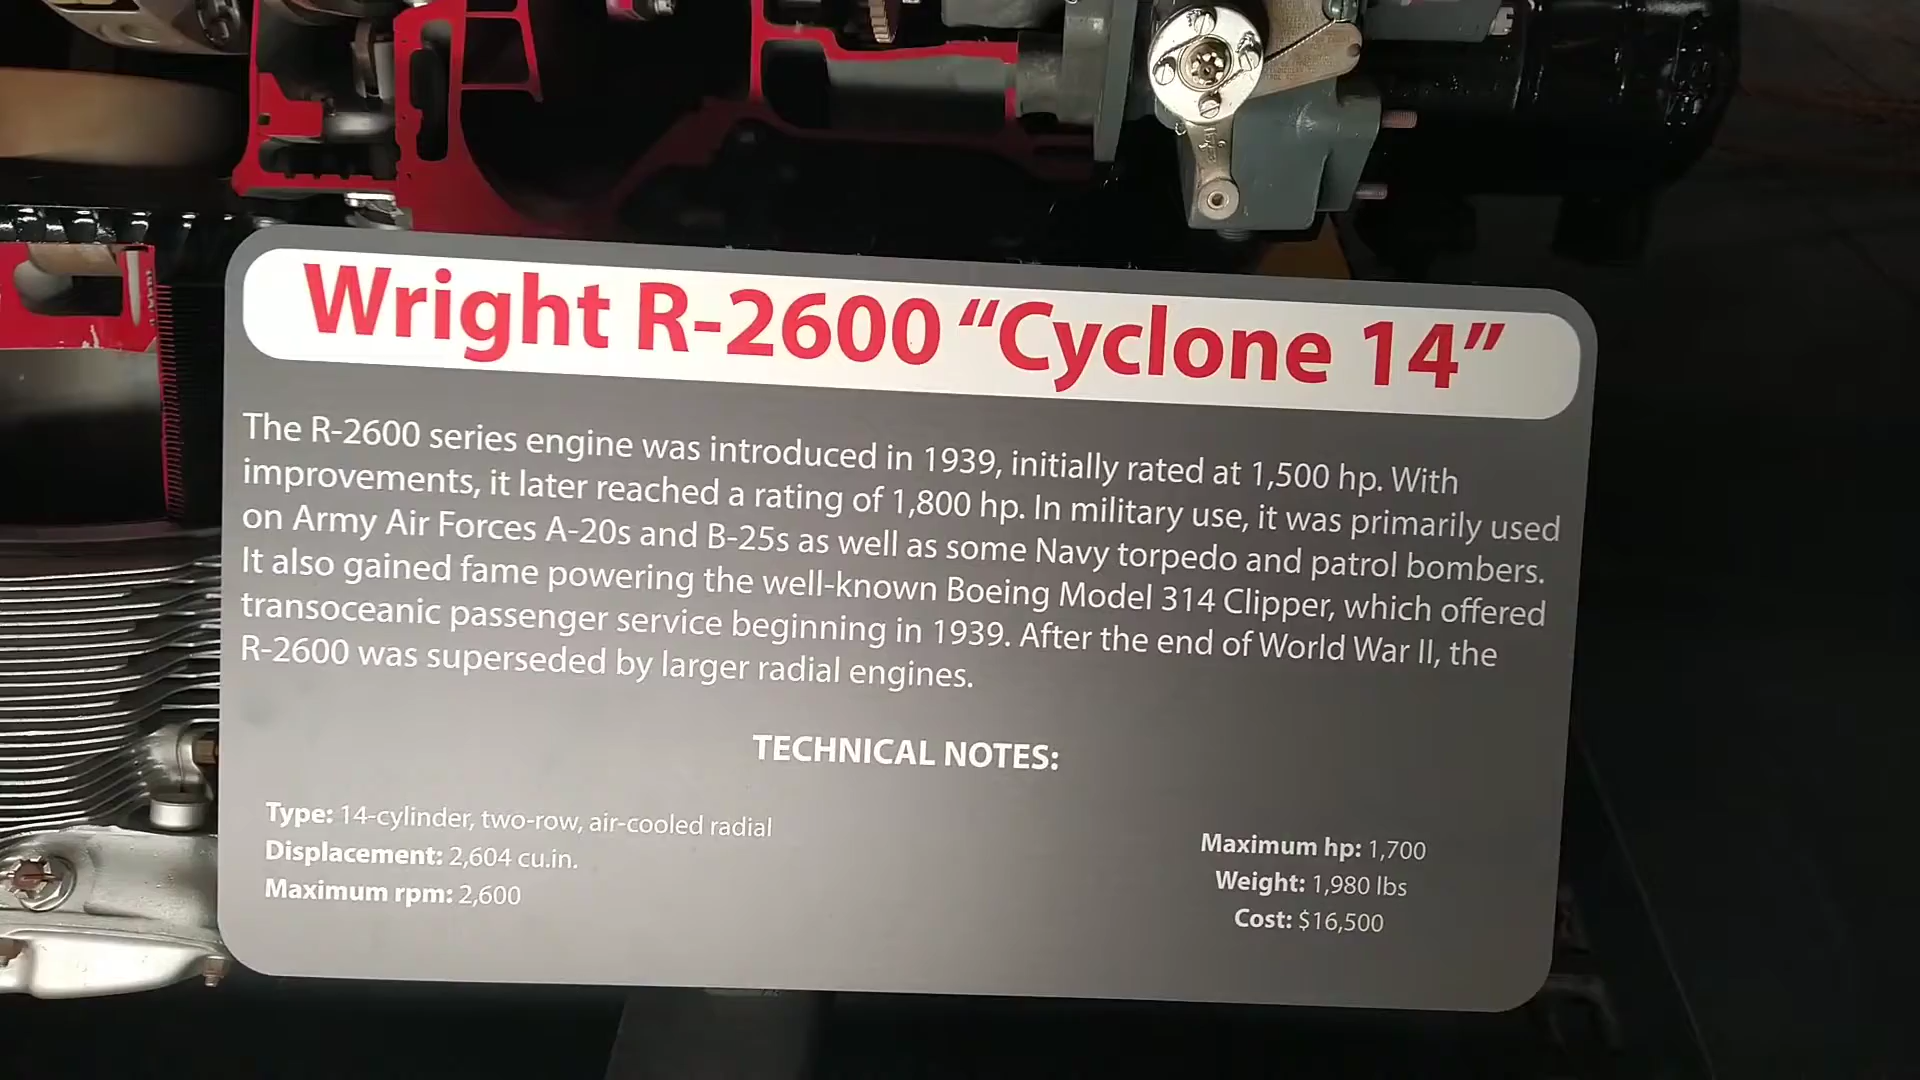 Wright R-2600 “Cyclone 14”
The R-2600 series engine was introduced in 1939, initially rated at 1,500 hp. With
improvements, it later reached a rating of 1,800 hp. In military use, it was primarily used
on Army Air Forces A-20s and B-25s as well as some Navy torpedo and patrol bombers.
It also gained fame powering the well-known Boeing Model 314 Clipper, which offered
transoceanic passenger service beginning in 1939. After the end of World War II, the
R-2600 was superseded by larger radial engines.
TECHNICAL NOTES:
Type: 14-cylinder, two-row, air-cooled radial
Displacement: 2,604 cu.in.
Maximum rpm: 2,600
Maximum hp: 1,700
Weight: 1,980 lbs
Cost: $16,500